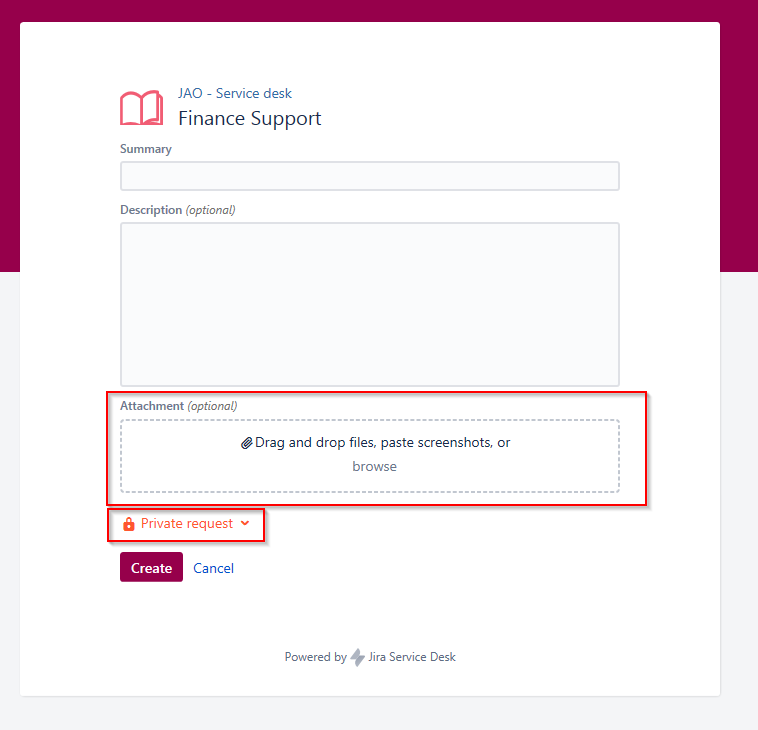 JAO - Service desk
Finance Support
Summary
Description (optional)
Attachment (optional)
Drag and drop files, paste screenshots, or
browse
Private request
Create Cancel
Powered by Jira Service Desk